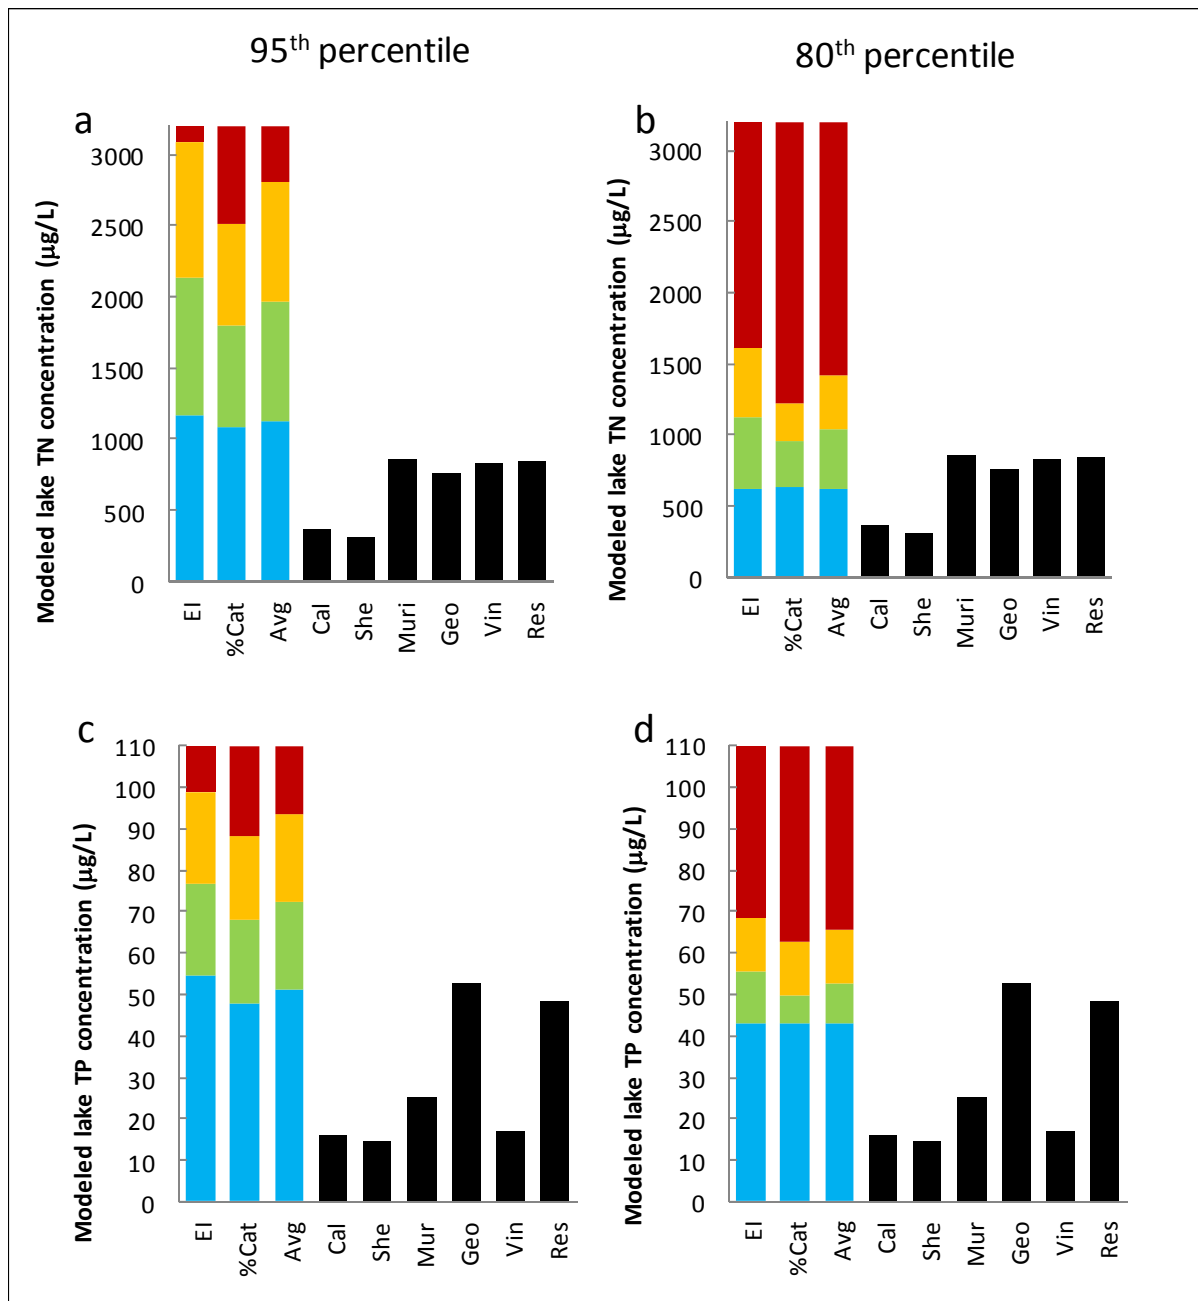 95th percentile
80th percentile
a
Modeled lake TN concentration (µg/L)
3000
2500
2000
1500
1000
500
0
EI
%Cat
Avg
Cal
She
Muri
Geo
Vin
Res
b
Modeled lake TN concentration (µg/L)
3000
2500
2000
1500
1000
500
0
EI
%Cat
Avg
Cal
She
Muri
Geo
Vin
Res
c
Modeled lake TP concentration (µg/L)
110
100
90
80
70
60
50
40
30
20
10
0
EI
%Cat
Avg
Cal
She
Mur
Geo
Vin
Res
d
Modeled lake TP concentration (µg/L)
110
100
90
80
70
60
50
40
30
20
10
0
EI
%Cat
Avg
Cal
She
Mur
Geo
Vin
Res